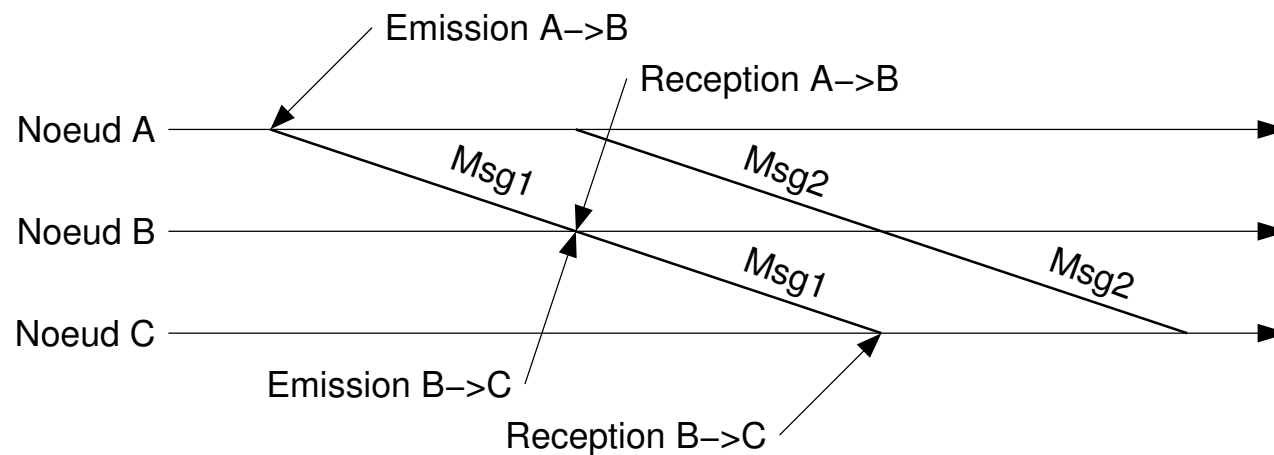 Emission A−>B
Reception A−>B
Noeud A
Msg1
Msg2
Noeud B
Msg1
Msg2
Noeud C
Emission B−>C
Reception B−>C